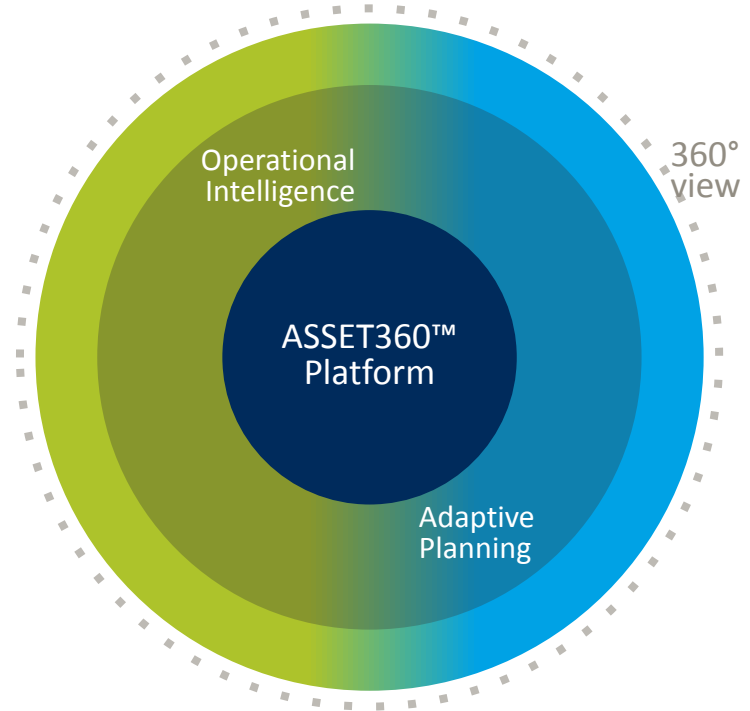 Operational
Intelligence
360°
view
ASSET360™
Platform
Adaptive
Planning